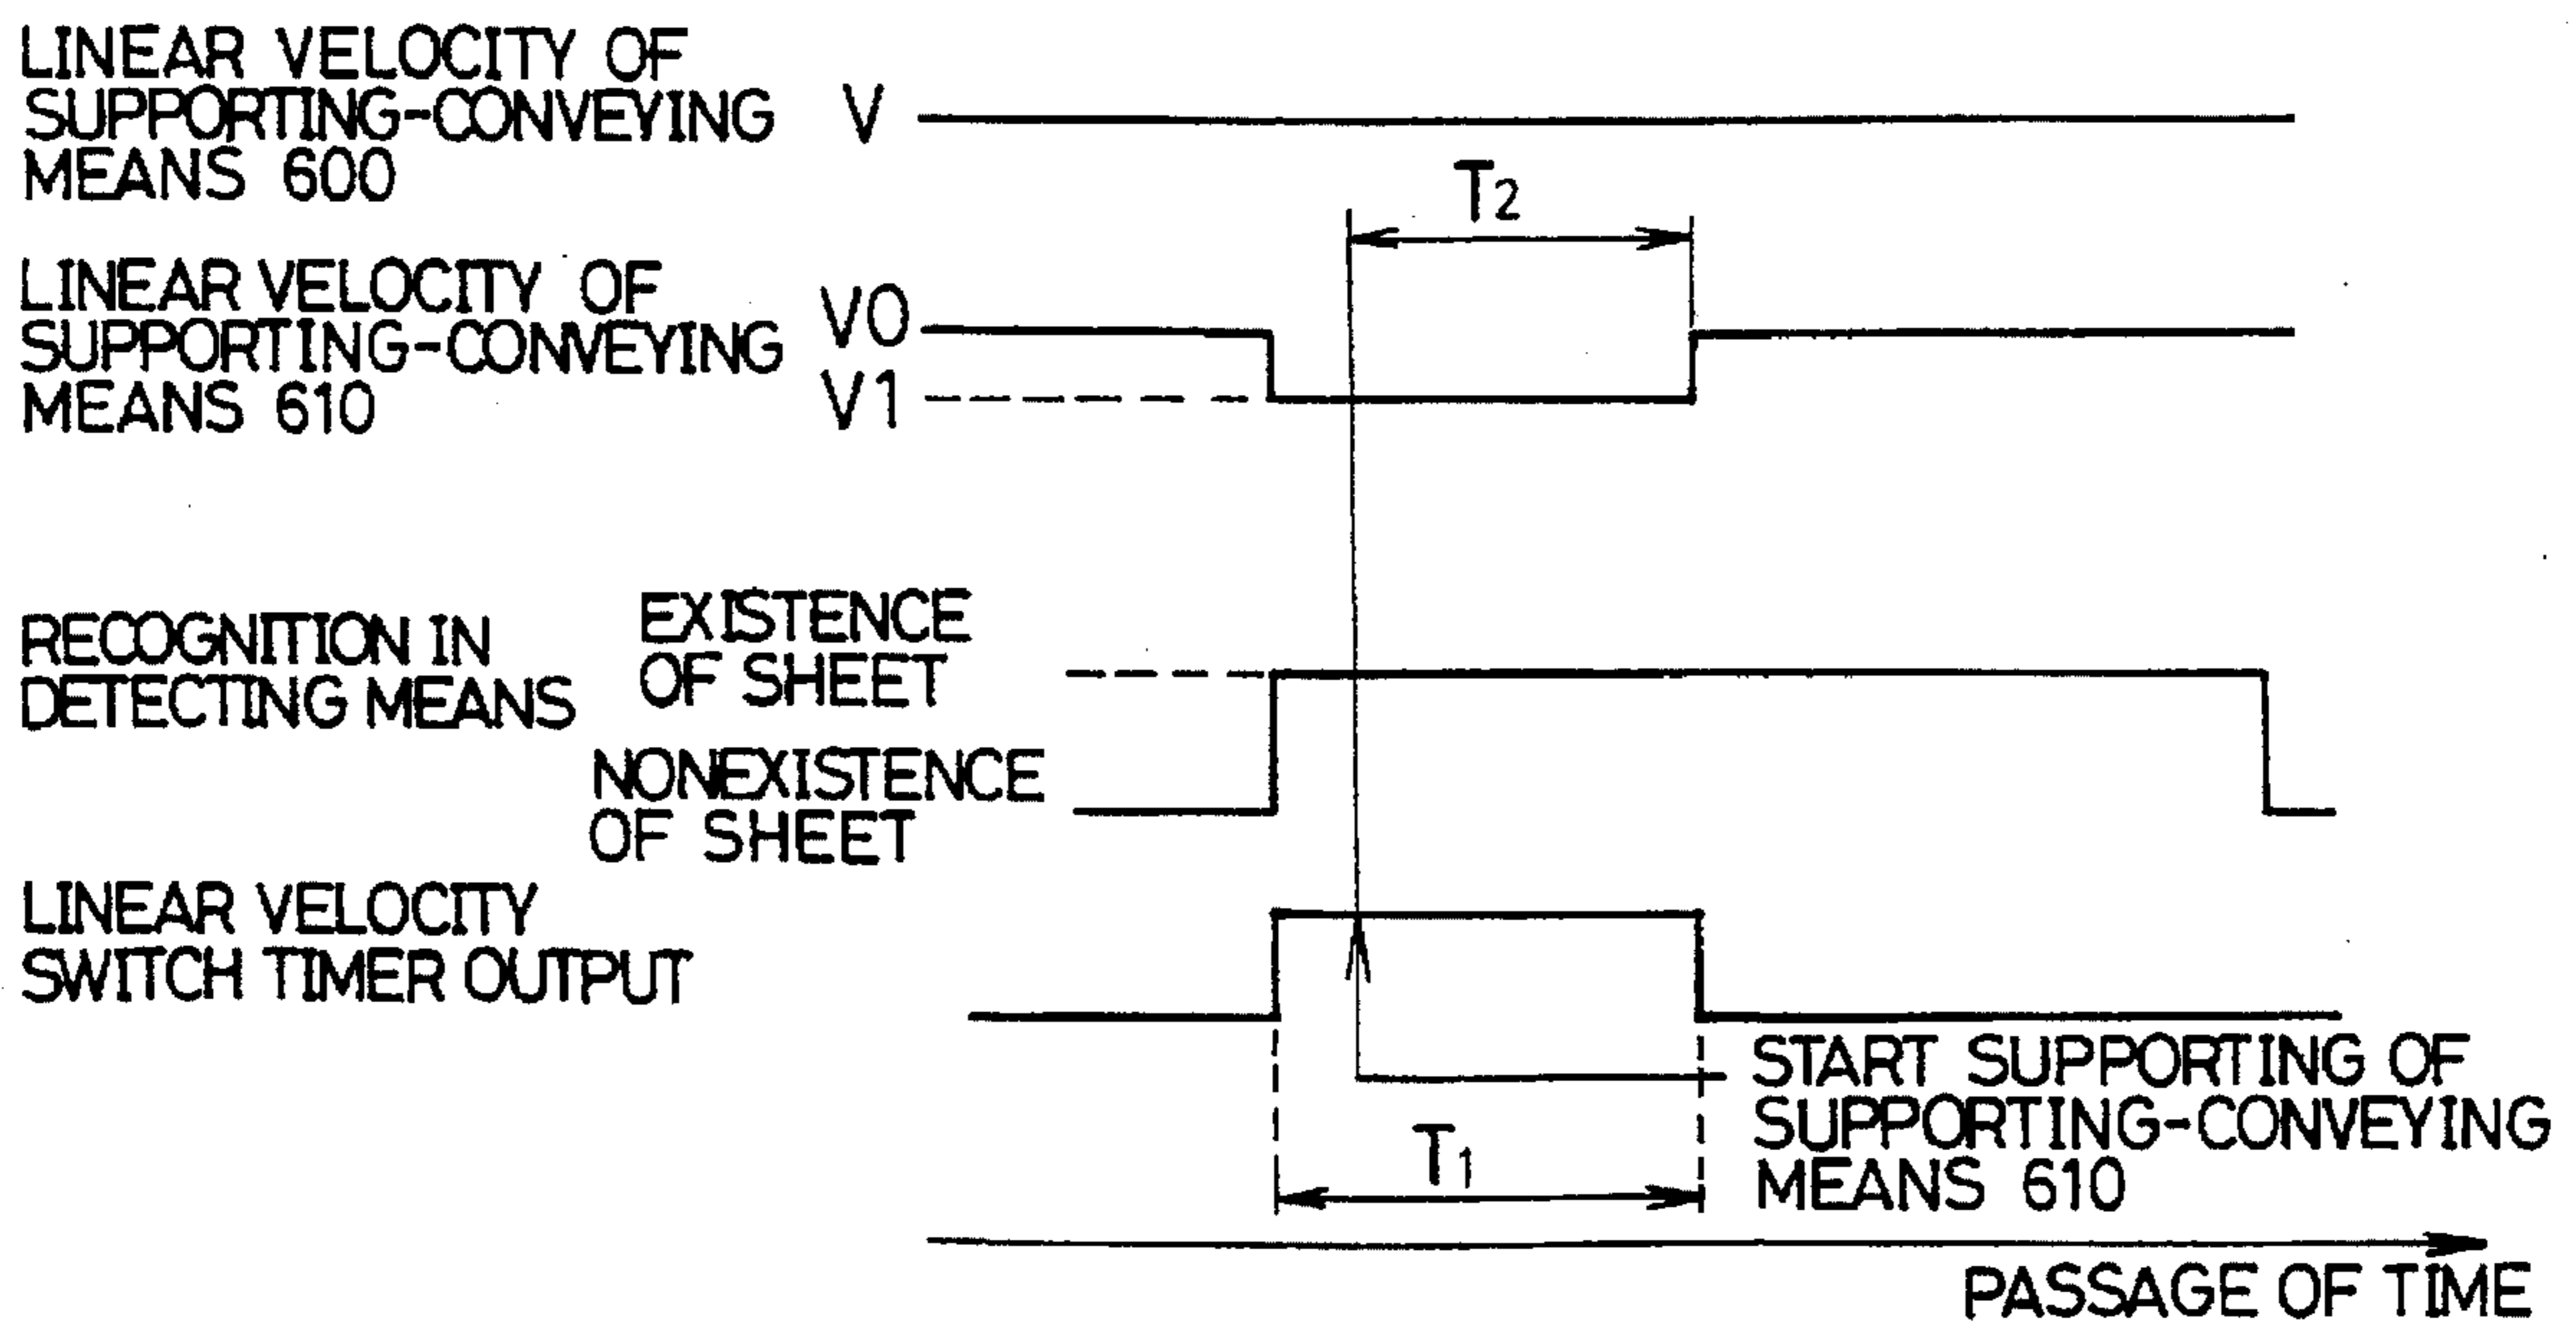 LINEAR VELOCITY OF
SUPPORTING-CONVEYING V
MEANS 600
T2
LINEAR VELOCITY OF
SUPPORTING-CONVEYING V0
MEANS 610 V1
RECOGNITION IN
DETECTING MEANS
EXISTENCE
OF SHEET
NONEXISTENCE
OF SHEET
LINEAR VELOCITY
SWITCH TIMER OUTPUT
START SUPPORTING OF
SUPPORTING-CONVEYING
MEANS 610
T1
PASSAGE OF TIME